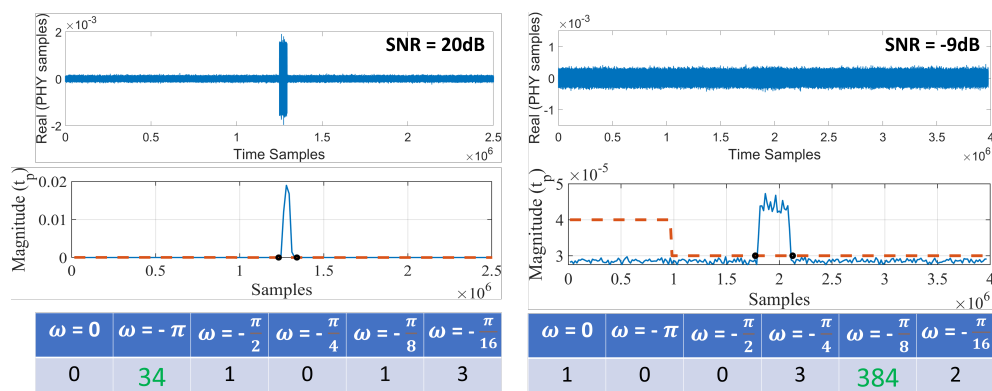 ×10⁻³
SNR = 20dB
Real (PHY samples)
2
0
-2
0 0.5 1 1.5 2 2.5
Time Samples
×10⁶
Magnitude (t_p)
0.02
0.01
0
0 0.5 1 1.5 2 2.5
Samples
×10⁶
ω = 0 ω = - π ω = - π/2 ω = - π/4 ω = - π/8 ω = - π/16
0 34 1 0 1 3
×10⁻³
SNR = -9dB
Real (PHY samples)
1
0
-1
0 0.5 1 1.5 2 2.5 3 3.5 4
Time Samples
×10⁶
Magnitude (t_p)
5 ×10⁻⁵
4
3
0 0.5 1 1.5 2 2.5 3 3.5 4
Samples
×10⁶
ω = 0 ω = - π ω = - π/2 ω = - π/4 ω = - π/8 ω = - π/16
1 0 0 3 384 2